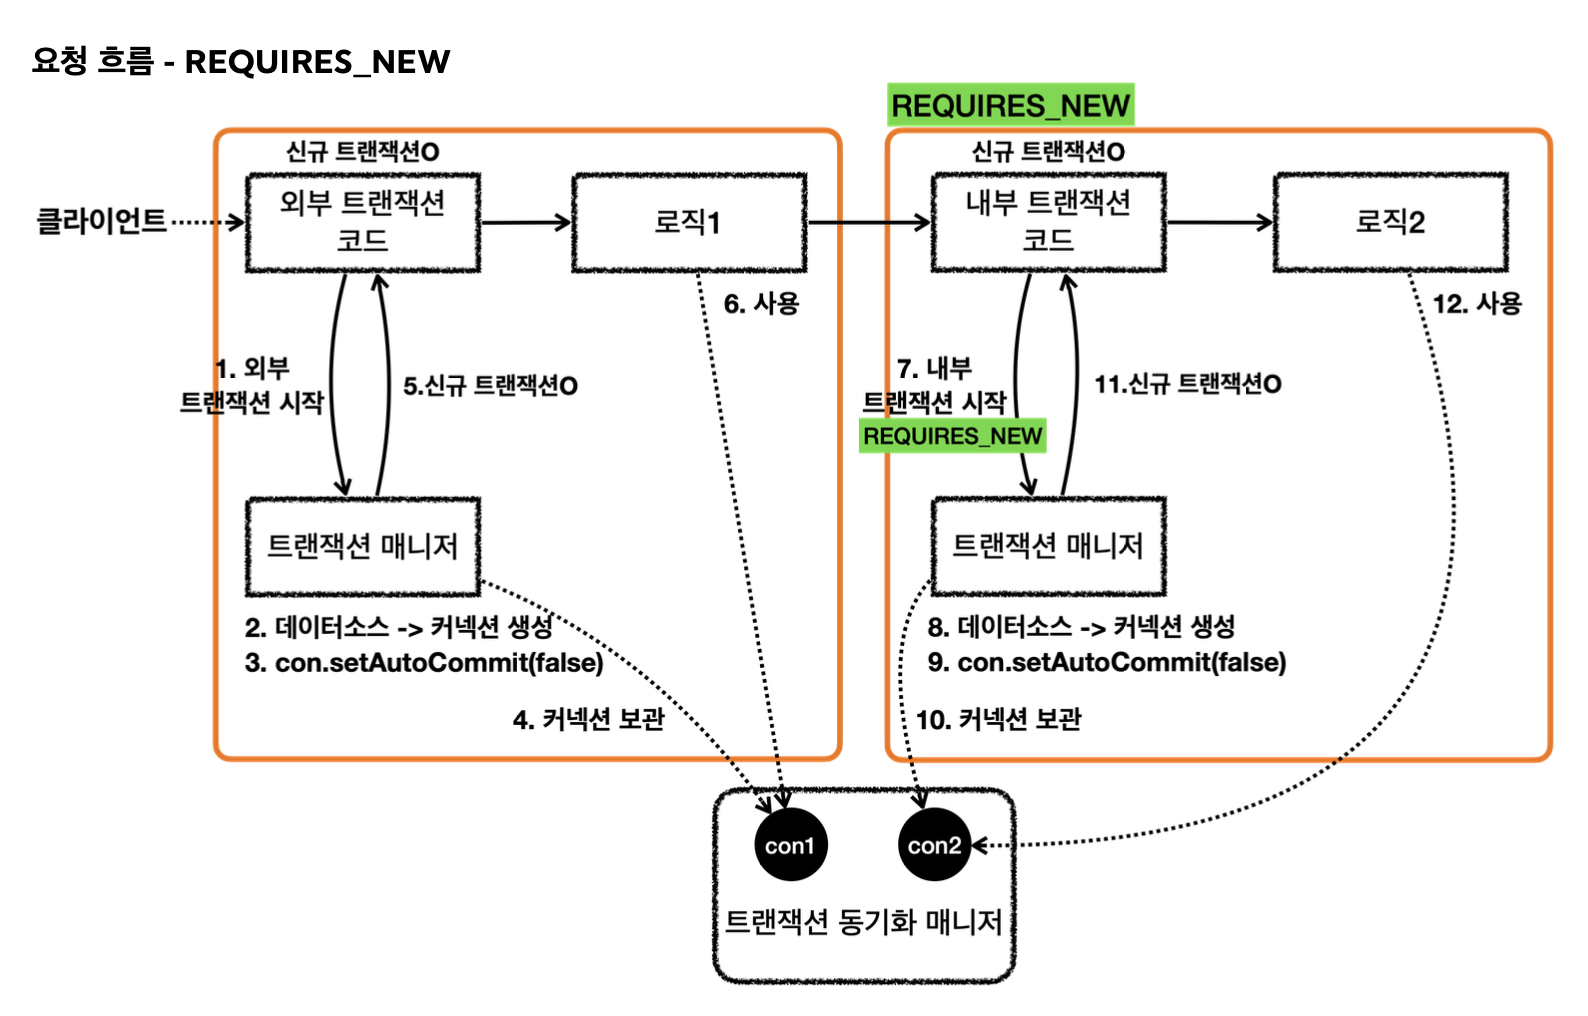 요청 흐름 - REQUIRES_NEW
REQUIRES_NEW
신규 트랜잭션O
외부 트랜잭션
코드
로직1
신규 트랜잭션O
내부 트랜잭션
코드
로직2
클라이언트
6. 사용
12. 사용
1. 외부
트랜잭션 시작
5.신규 트랜잭션O
7. 내부
트랜잭션 시작
REQUIRES_NEW
11.신규 트랜잭션O
트랜잭션 매니저
트랜잭션 매니저
2. 데이터소스 -> 커넥션 생성
3. con.setAutoCommit(false)
4. 커넥션 보관
8. 데이터소스 -> 커넥션 생성
9. con.setAutoCommit(false)
10. 커넥션 보관
con1
con2
트랜잭션 동기화 매니저